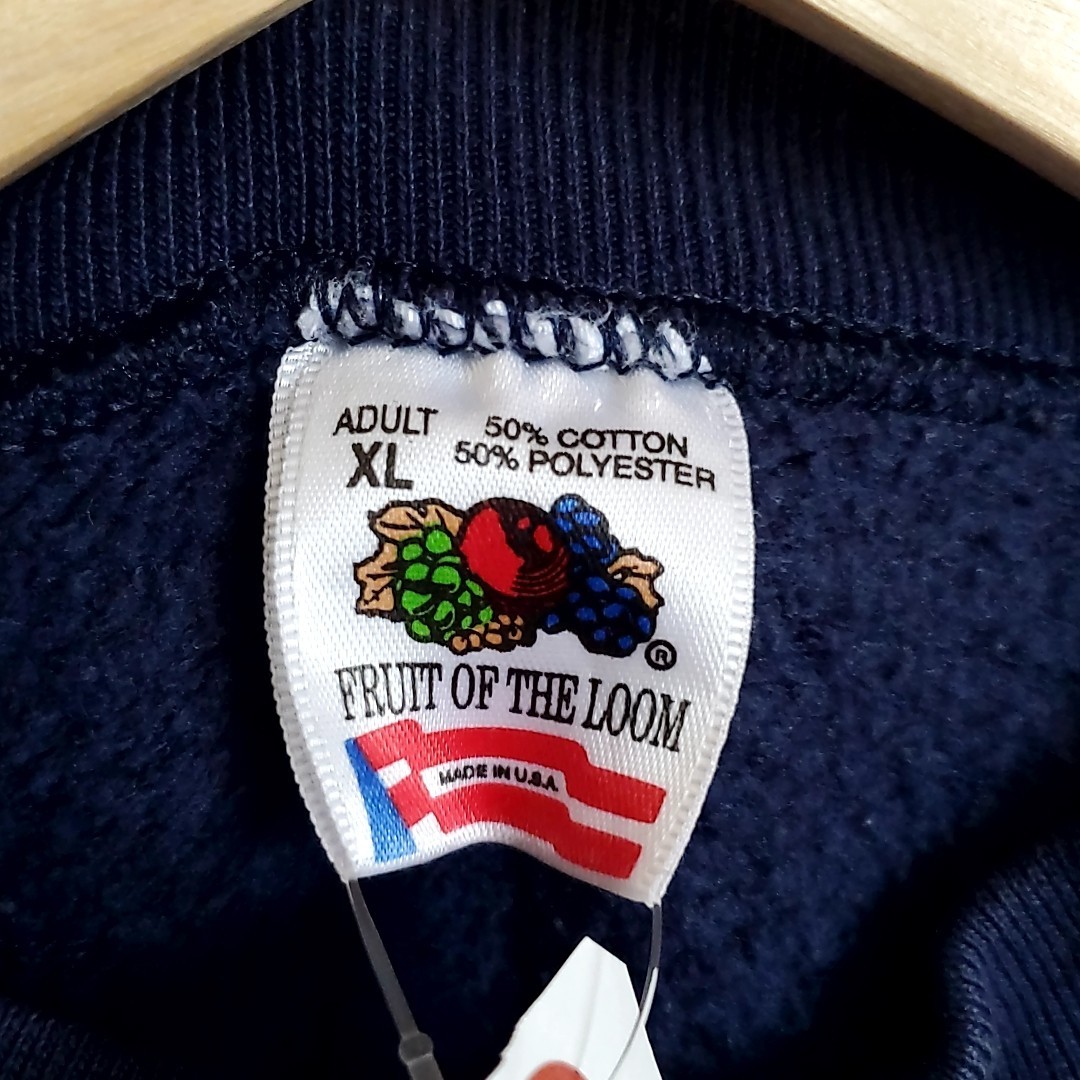 ADULT
XL
50% COTTON
50% POLYESTER
®
FRUIT OF THE LOOM
MADE IN U.S.A.